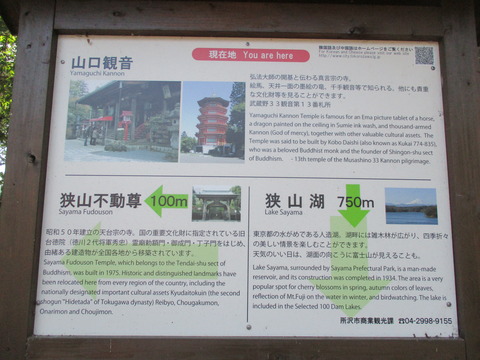 現在地 You are here
山口観音
Yamaguchi Kannon
弘法大師の開基と伝わる真言宗の寺。
絵馬、天井一面の墨絵の龍、千手観音等で知られる。他にも貴重
な文化財等を見ることができます。
武蔵野33観音第13番札所
Yamaguchi Kannon Temple is famous for an Ema picture tablet of a horse,
a dragon painted on the ceiling in Sumie ink wash, and thousand-armed
Kannon (God of mercy), together with other valuable cultural assets. The
Temple was said to be built by Kobo Daishi (also known as Kukai 774-835),
who was a beloved Buddhist monk and the founder of Shingon-shu sect
of Buddhism. - 13th temple of the Musashino 33 Kannon pilgrimage.
狭山不動尊 100m
Sayama Fudouson
昭和50年建立の天台宗の寺。国の重要文化財に指定されている旧
台徳院(徳川2代将軍秀忠)霊廟勅額門・御成門・丁子門をはじめ、
由緒ある建造物が全国各地から移築されています。
Sayama Fudouson Temple, which belongs to the Tendai-shu sect of
Buddhism, was built in 1975. Historic and distinguished landmarks have
been relocated here from every region of the country, including the
nationally designated important cultural assets Kyudaitokuin (the second
shogun "Hidetada" of Tokugawa dynasty) Reibyo, Chougakumon,
Onarimon and Choujimon.
狭山湖 750m
Lake Sayama
東京都の水がめである人造湖。湖畔には雑木林が広がり、四季折々
の美しい情景を楽しむことができます。
天気のいい日は、湖面の向こうに富士山が見えることも。
Lake Sayama, surrounded by Sayama Prefectural Park, is a man-made
reservoir, and its construction was completed in 1934. The area is a very
popular spot for cherry blossoms in spring, autumn colors of leaves,
reflection of Mt.Fuji on the water in winter, and birdwatching. The lake is
included in the Selected 100 Dam Lakes.
所沢市商業観光課 ☎04-2998-9155